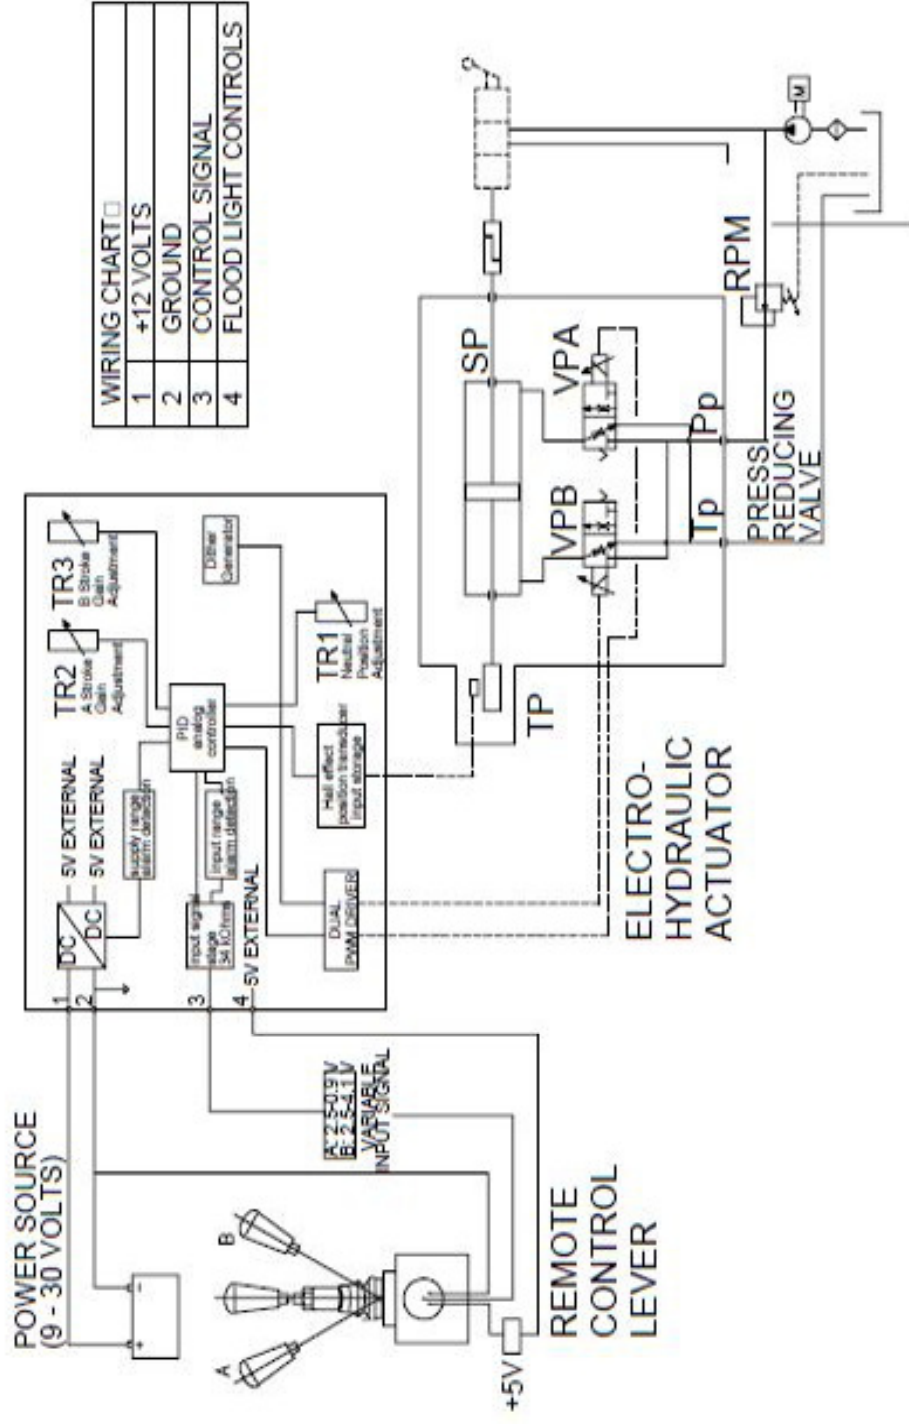 POWER SOURCE
(9 - 30 VOLTS)
+
-
1
2
3
4
DC
DC
5V EXTERNAL
5V EXTERNAL
supply range
alarm detection
input signal
stage
34 kOhms
input range
alarm detection
5V EXTERNAL
PID
analog
controller
TR2
A Stroke
Gain
Adjustment
TR3
B Stroke
Gain
Adjustment
Dither
Generator
TR1
Neutral
Position
Adjustment
Hall effect
position transducer
input storage
DUAL
PWM DRIVER
WIRING CHART□
1 +12 VOLTS
2 GROUND
3 CONTROL SIGNAL
4 FLOOD LIGHT CONTROLS
A
B
A: 2.5-0.9 V
B: 2.5-4.1 V
VARIABLE
INPUT SIGNAL
+5V
REMOTE
CONTROL
LEVER
ELECTRO-
HYDRAULIC
ACTUATOR
TP
SP
VPB
VPA
Tp
Pp
PRESS
REDUCING
VALVE
RPM
M